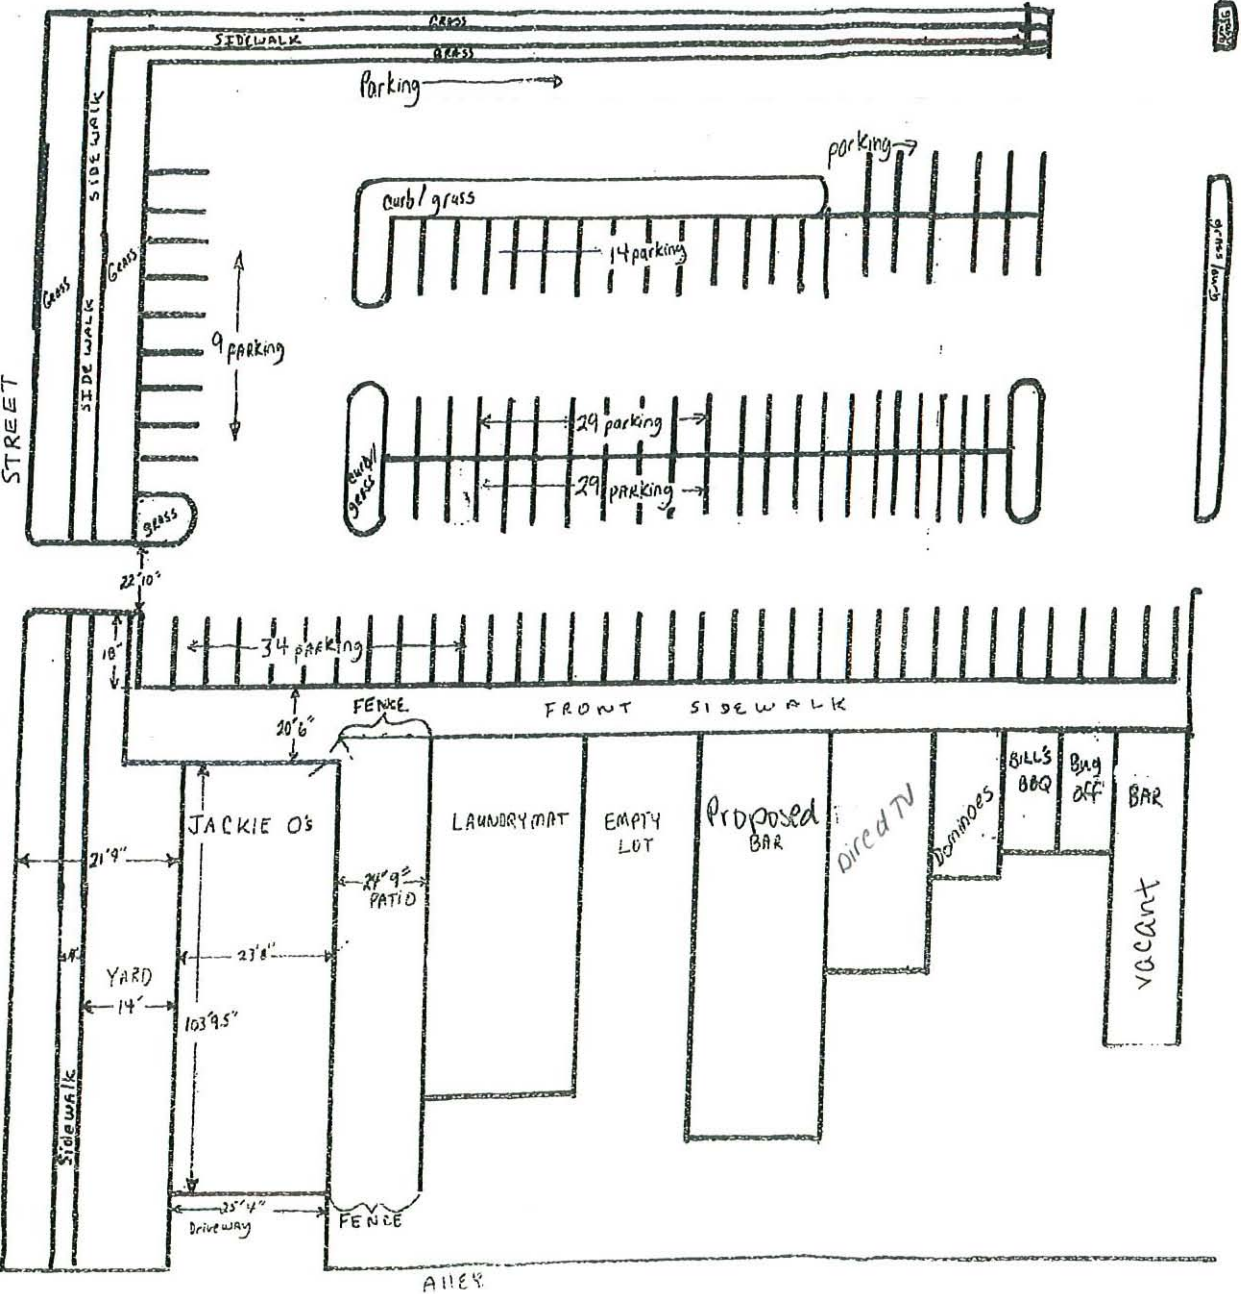 GRASS
SIDEWALK
GRASS
Parking
parking
SIDEWALK
curb/grass
14 parking
GRASS
GRASS
SIDEWALK
9 PARKING
grass/curb
STREET
29 parking
curb/
grass
29 PARKING
GRASS
22'10"
18'
34 parking
20'6"
FENCE
FRONT SIDEWALK
JACKIE O's
LAUNDRYMAT
EMPTY
LOT
Proposed
BAR
Direct TV
Dominoes
BILL'S
BBQ
Bug
off
BAR
vacant
21'9"
24'9"
PATIO
23'8"
YARD
14'
103'9.5"
Sidewalk
25'4"
Driveway
FENCE
Alley